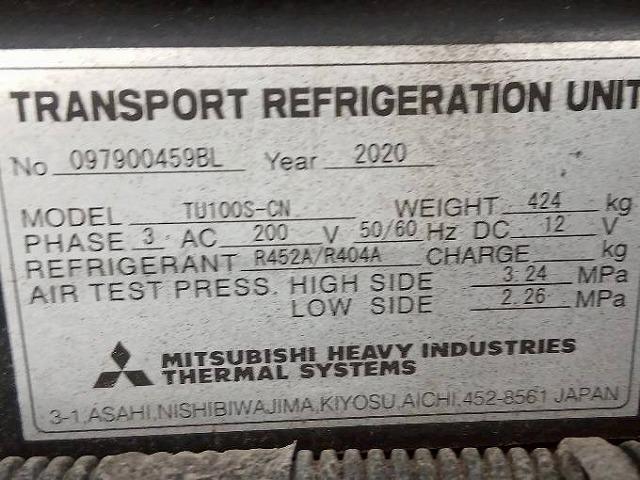 TRANSPORT REFRIGERATION UNIT
No 097900459BL Year 2020
MODEL TU100S-CN WEIGHT 424 kg
PHASE 3 AC 200 V 50/60 Hz DC 12 V
REFRIGERANT R452A/R404A CHARGE kg
AIR TEST PRESS. HIGH SIDE 3.24 MPa
LOW SIDE 2.26 MPa
MITSUBISHI HEAVY INDUSTRIES
THERMAL SYSTEMS
3-1,ASAHI,NISHIBIWAJIMA,KIYOSU,AICHI,452-8561 JAPAN